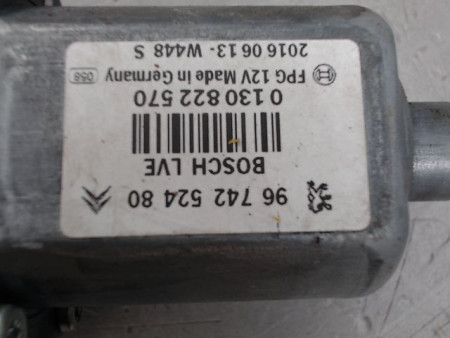 96 742 524 80
BOSCH LVE
0 130 822 570
FPG 12V Made in Germany 058
2016 06 13 - W448 S